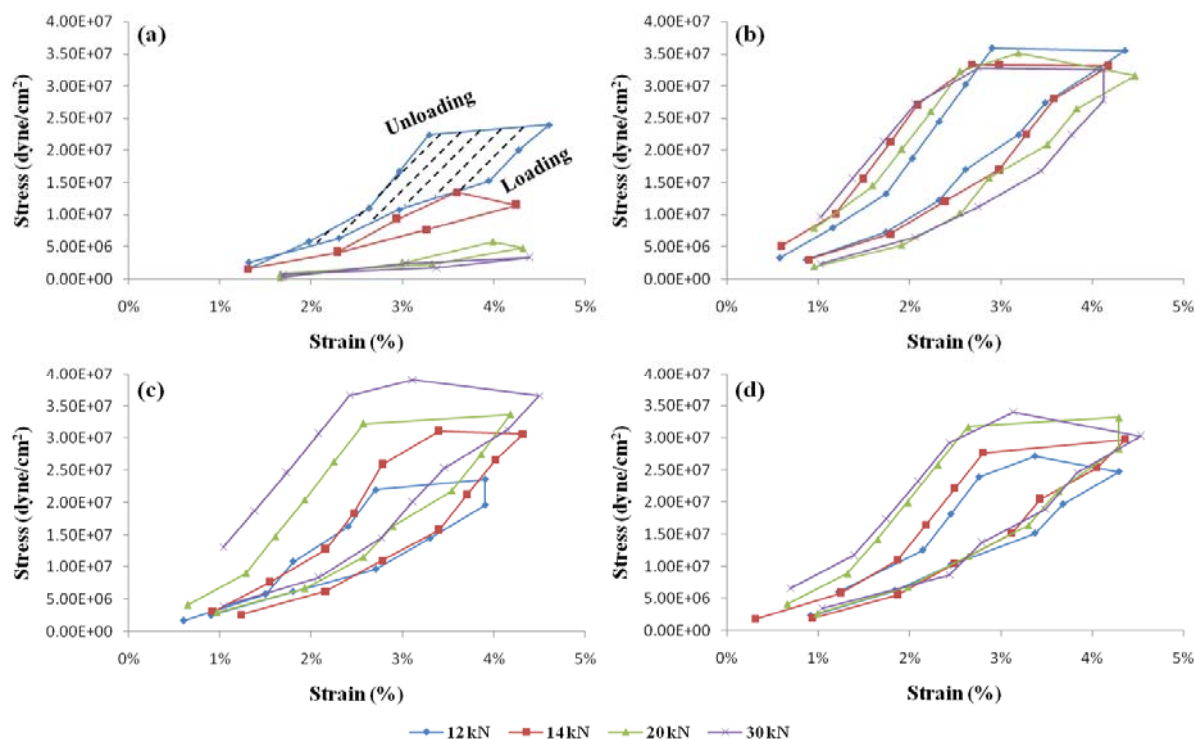 (a)
4.00E+07
3.50E+07
3.00E+07
2.50E+07
2.00E+07
1.50E+07
1.00E+07
5.00E+06
0.00E+00
Stress (dyne/cm²)
Unloading
Loading
0% 1% 2% 3% 4% 5%
Strain (%)
(b)
4.00E+07
3.50E+07
3.00E+07
2.50E+07
2.00E+07
1.50E+07
1.00E+07
5.00E+06
0.00E+00
Stress (dyne/cm²)
0% 1% 2% 3% 4% 5%
Strain (%)
(c)
4.00E+07
3.50E+07
3.00E+07
2.50E+07
2.00E+07
1.50E+07
1.00E+07
5.00E+06
0.00E+00
Stress (dyne/cm²)
0% 1% 2% 3% 4% 5%
Strain (%)
(d)
4.00E+07
3.50E+07
3.00E+07
2.50E+07
2.00E+07
1.50E+07
1.00E+07
5.00E+06
0.00E+00
Stress (dyne/cm²)
0% 1% 2% 3% 4% 5%
Strain (%)
12 kN 14 kN 20 kN 30 kN